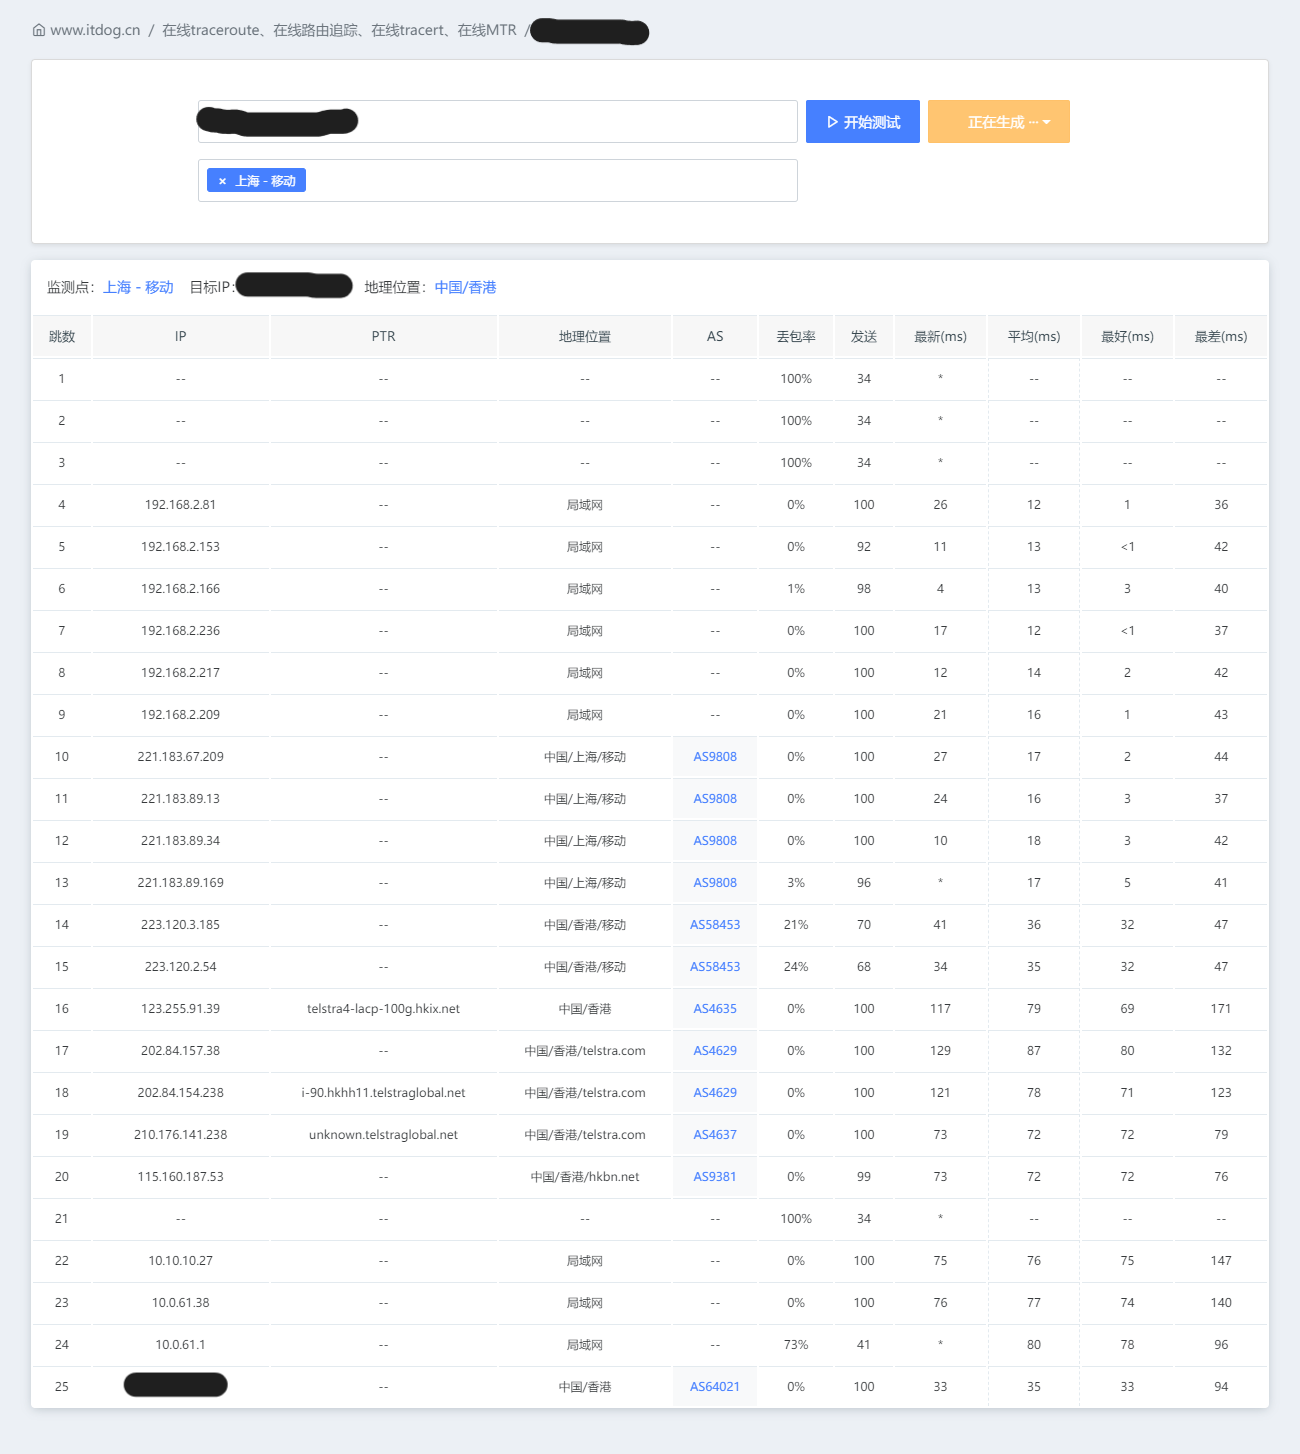 www.itdog.cn / 在线traceroute、在线路由追踪、在线tracert、在线MTR /
开始测试 正在生成 ···
× 上海 - 移动
监测点：上海 - 移动 目标IP: 地理位置：中国/香港
跳数 IP PTR 地理位置 AS 丢包率 发送 最新(ms) 平均(ms) 最好(ms) 最差(ms)
1 -- -- -- -- 100% 34 * -- -- --
2 -- -- -- -- 100% 34 * -- -- --
3 -- -- -- -- 100% 34 * -- -- --
4 192.168.2.81 -- 局域网 -- 0% 100 26 12 1 36
5 192.168.2.153 -- 局域网 -- 0% 92 11 13 <1 42
6 192.168.2.166 -- 局域网 -- 1% 98 4 13 3 40
7 192.168.2.236 -- 局域网 -- 0% 100 17 12 <1 37
8 192.168.2.217 -- 局域网 -- 0% 100 12 14 2 42
9 192.168.2.209 -- 局域网 -- 0% 100 21 16 1 43
10 221.183.67.209 -- 中国/上海/移动 AS9808 0% 100 27 17 2 44
11 221.183.89.13 -- 中国/上海/移动 AS9808 0% 100 24 16 3 37
12 221.183.89.34 -- 中国/上海/移动 AS9808 0% 100 10 18 3 42
13 221.183.89.169 -- 中国/上海/移动 AS9808 3% 96 * 17 5 41
14 223.120.3.185 -- 中国/香港/移动 AS58453 21% 70 41 36 32 47
15 223.120.2.54 -- 中国/香港/移动 AS58453 24% 68 34 35 32 47
16 123.255.91.39 telstra4-lacp-100g.hkix.net 中国/香港 AS4635 0% 100 117 79 69 171
17 202.84.157.38 -- 中国/香港/telstra.com AS4629 0% 100 129 87 80 132
18 202.84.154.238 i-90.hkhh11.telstraglobal.net 中国/香港/telstra.com AS4629 0% 100 121 78 71 123
19 210.176.141.238 unknown.telstraglobal.net 中国/香港/telstra.com AS4637 0% 100 73 72 72 79
20 115.160.187.53 -- 中国/香港/hkbn.net AS9381 0% 99 73 72 72 76
21 -- -- -- -- 100% 34 * -- -- --
22 10.10.10.27 -- 局域网 -- 0% 100 75 76 75 147
23 10.0.61.38 -- 局域网 -- 0% 100 76 77 74 140
24 10.0.61.1 -- 局域网 -- 73% 41 * 80 78 96
25 -- 中国/香港 AS64021 0% 100 33 35 33 94